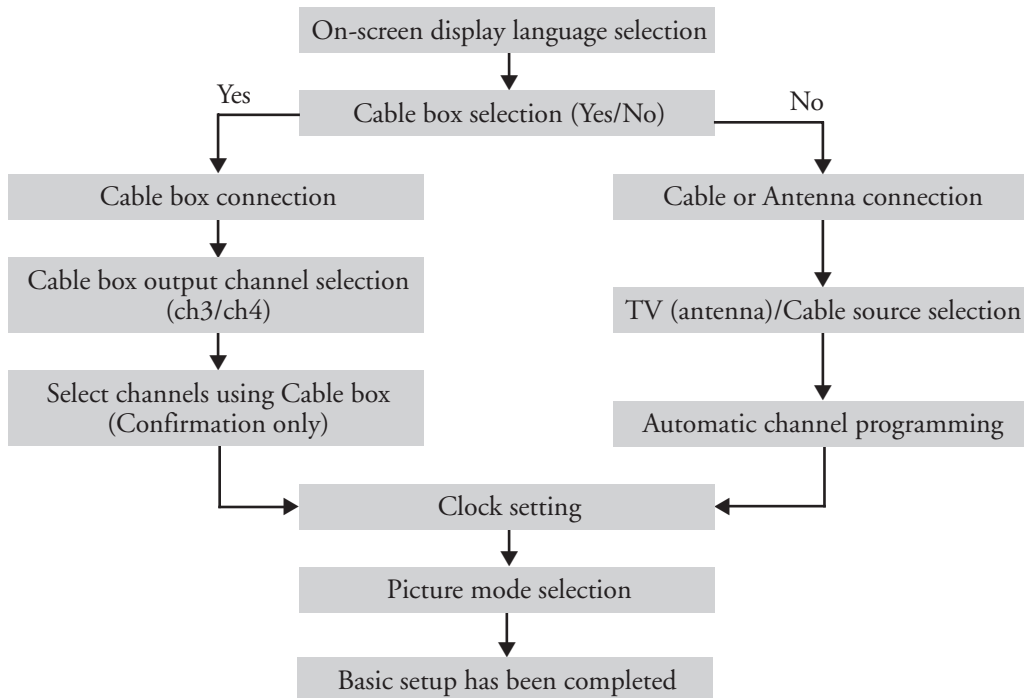 On-screen display language selection
Yes
Cable box selection (Yes/No)
No
Cable box connection
Cable or Antenna connection
Cable box output channel selection
(ch3/ch4)
TV (antenna)/Cable source selection
Select channels using Cable box
(Confirmation only)
Automatic channel programming
Clock setting
Picture mode selection
Basic setup has been completed